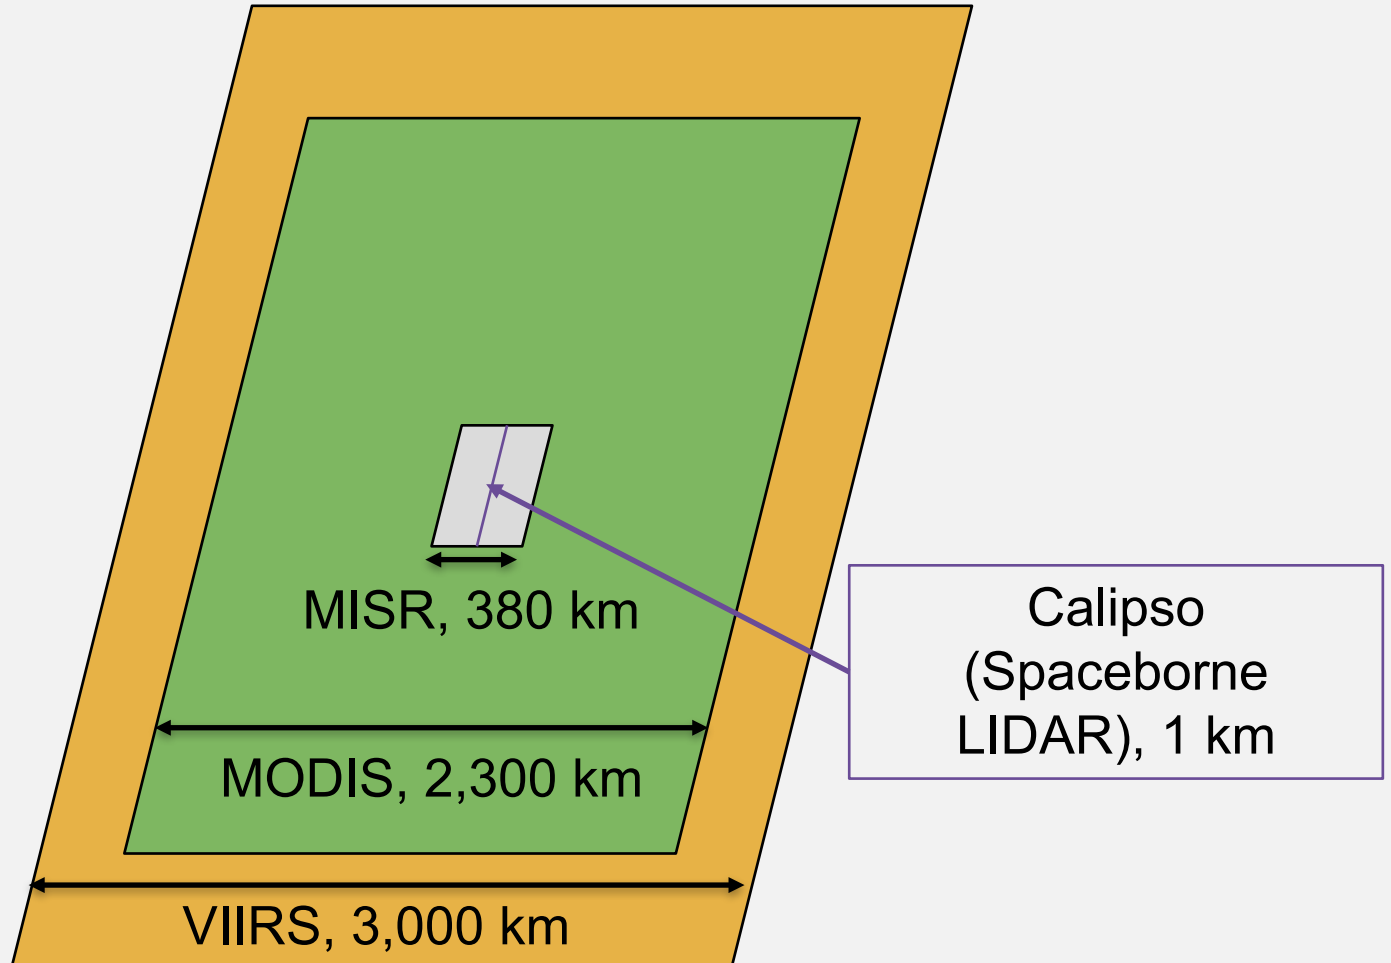 MISR, 380 km
Calipso
(Spaceborne
LIDAR), 1 km
MODIS, 2,300 km
VIIRS, 3,000 km